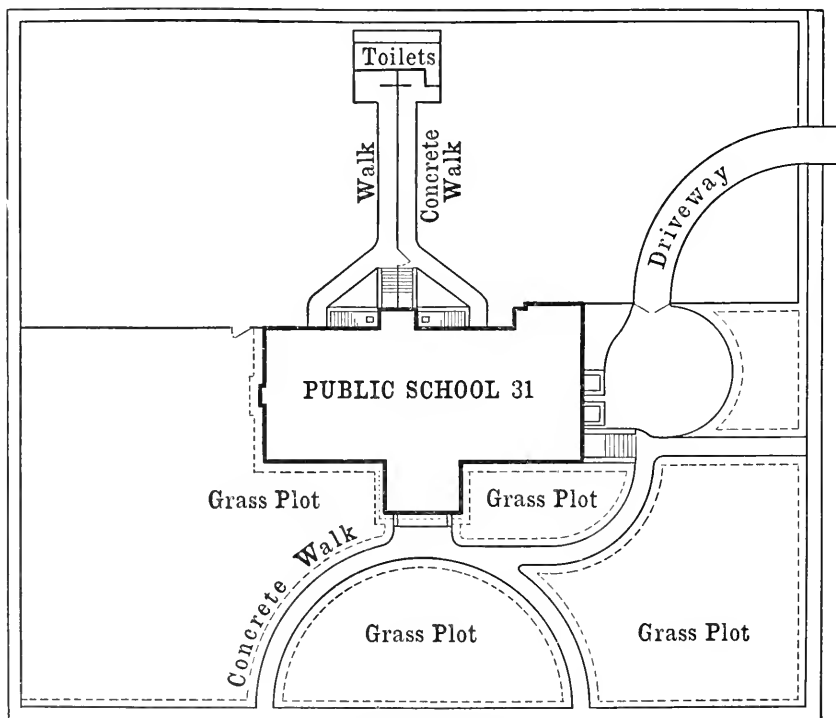 Toilets
Walk
Concrete
Walk
Driveway
PUBLIC SCHOOL 31
Grass Plot
Grass Plot
Concrete Walk
Grass Plot
Grass Plot